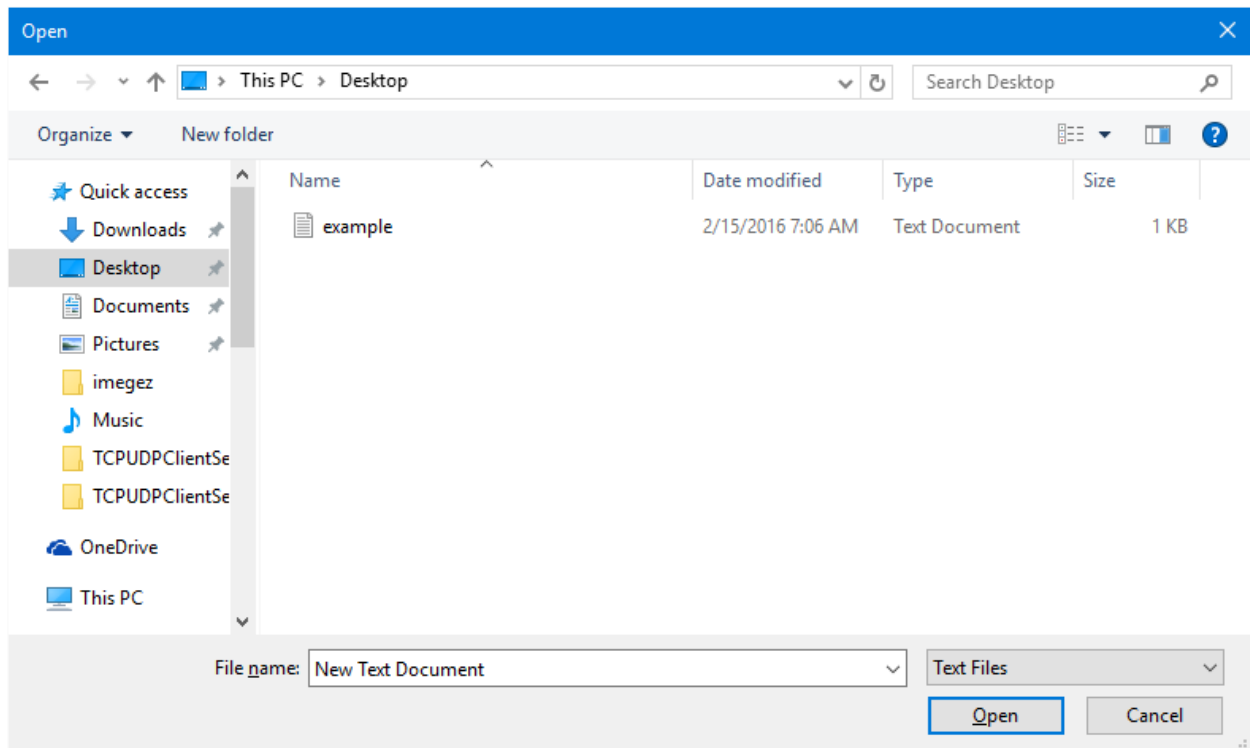 Open
This PC > Desktop
Search Desktop
Organize
New folder
?
Name
Date modified
Type
Size
Quick access
Downloads
Desktop
Documents
Pictures
imegez
Music
TCPUDPClientSe
TCPUDPClientSe
OneDrive
This PC
example
2/15/2016 7:06 AM
Text Document
1 KB
File name:
New Text Document
Text Files
Open
Cancel